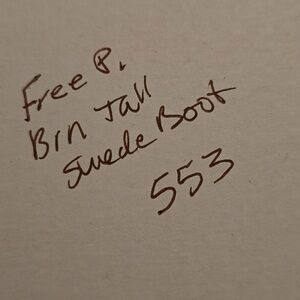 Free P.
Brn Tall
Suede Boot
553